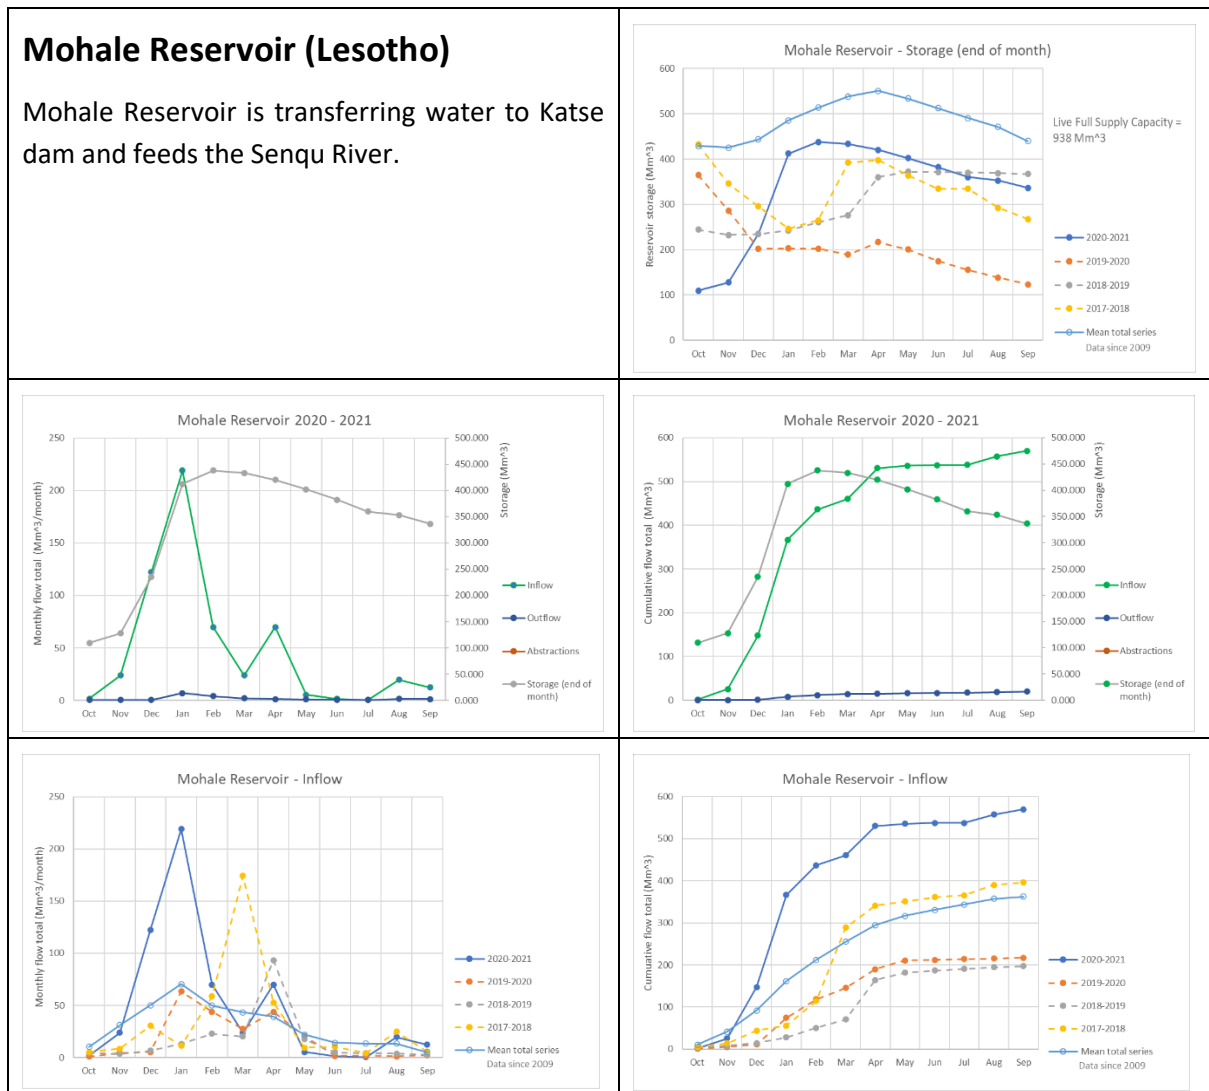 Mohale Reservoir (Lesotho)
Mohale Reservoir is transferring water to Katse
dam and feeds the Senqu River.
Mohale Reservoir - Storage (end of month)
Reservoir storage (Mm^3)
600
500
400
300
200
100
0
Oct Nov Dec Jan Feb Mar Apr May Jun Jul Aug Sep
Live Full Supply Capacity =
938 Mm^3
2020-2021
2019-2020
2018-2019
2017-2018
Mean total series
Data since 2009
Mohale Reservoir 2020 - 2021
Monthly flow total (Mm^3/month)
250
200
150
100
50
0
Oct Nov Dec Jan Feb Mar Apr May Jun Jul Aug Sep
500.000
450.000
400.000
350.000
300.000
250.000
200.000
150.000
100.000
50.000
0.000
Storage (Mm^3)
Inflow
Outflow
Abstractions
Storage (end of
month)
Mohale Reservoir 2020 - 2021
Cumulative flow total (Mm^3)
600
500
400
300
200
100
0
Oct Nov Dec Jan Feb Mar Apr May Jun Jul Aug Sep
500.000
450.000
400.000
350.000
300.000
250.000
200.000
150.000
100.000
50.000
0.000
Storage (Mm^3)
Inflow
Outflow
Abstractions
Storage (end of
month)
Mohale Reservoir - Inflow
Monthly flow total (Mm^3/month)
250
200
150
100
50
0
Oct Nov Dec Jan Feb Mar Apr May Jun Jul Aug Sep
2020-2021
2019-2020
2018-2019
2017-2018
Mean total series
Data since 2009
Mohale Reservoir - Inflow
Cumuative flow total (Mm^3)
600
500
400
300
200
100
0
Oct Nov Dec Jan Feb Mar Apr May Jun Jul Aug Sep
2020-2021
2019-2020
2018-2019
2017-2018
Mean total series
Data since 2009